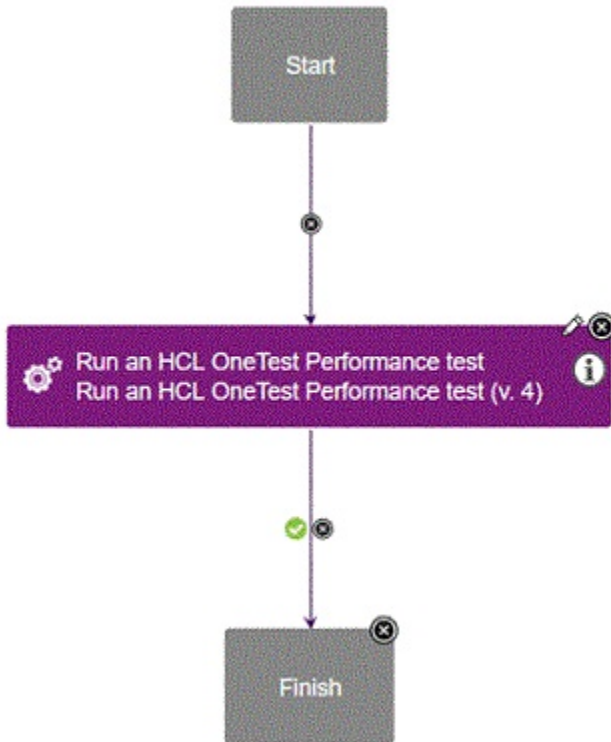 Start
Run an HCL OneTest Performance test
Run an HCL OneTest Performance test (v. 4)
Finish